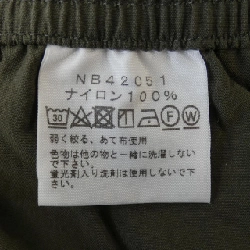 NB42051
ナイロン100%
30 F W
弱く絞る、あて布使用
色物は他の物と一緒に洗濯しない
で下さい。
蛍光剤入り洗剤は使用しないで下
さい。